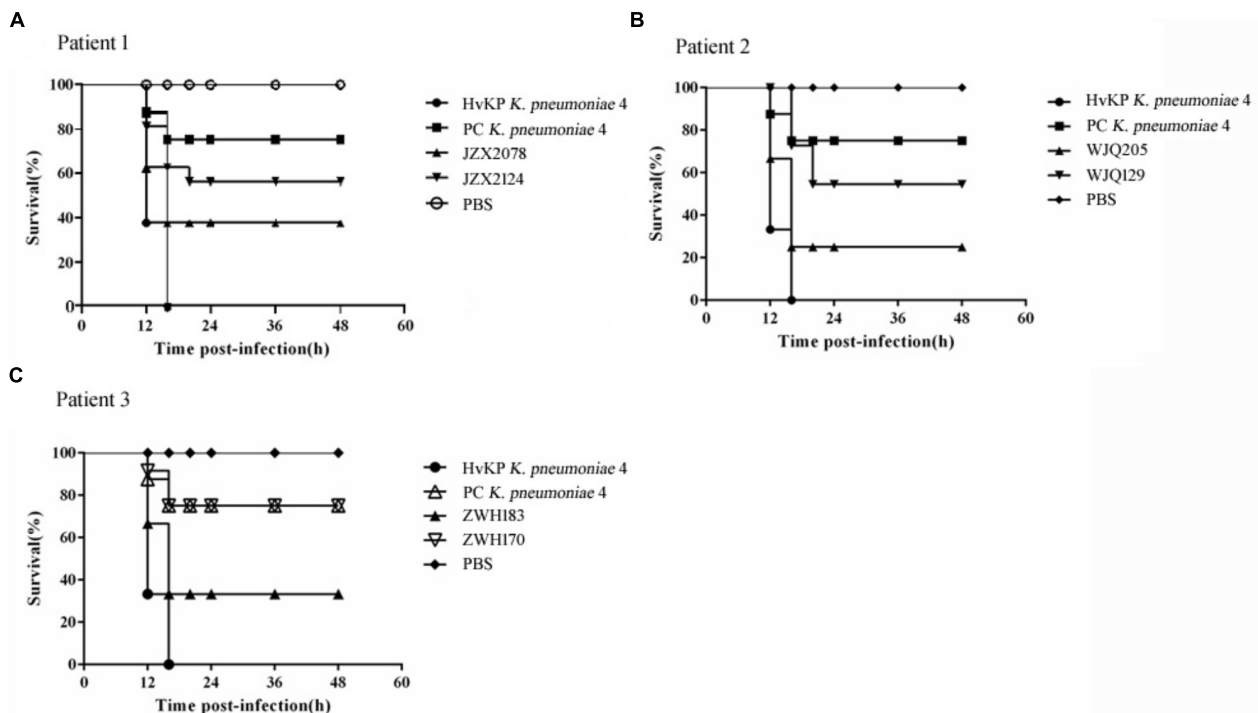 A
Patient 1
100
80
60
40
20
0
Survival(%)
0 12 24 36 48 60
Time post-infection(h)
HvKP K. pneumoniae 4
PC K. pneumoniae 4
JZX2078
JZX2124
PBS
B
Patient 2
100
80
60
40
20
0
Survival(%)
0 12 24 36 48 60
Time post-infection(h)
HvKP K. pneumoniae 4
PC K. pneumoniae 4
WJQ205
WJQ129
PBS
C
Patient 3
100
80
60
40
20
0
Survival(%)
0 12 24 36 48 60
Time post-infection(h)
HvKP K. pneumoniae 4
PC K. pneumoniae 4
ZWH183
ZWH170
PBS